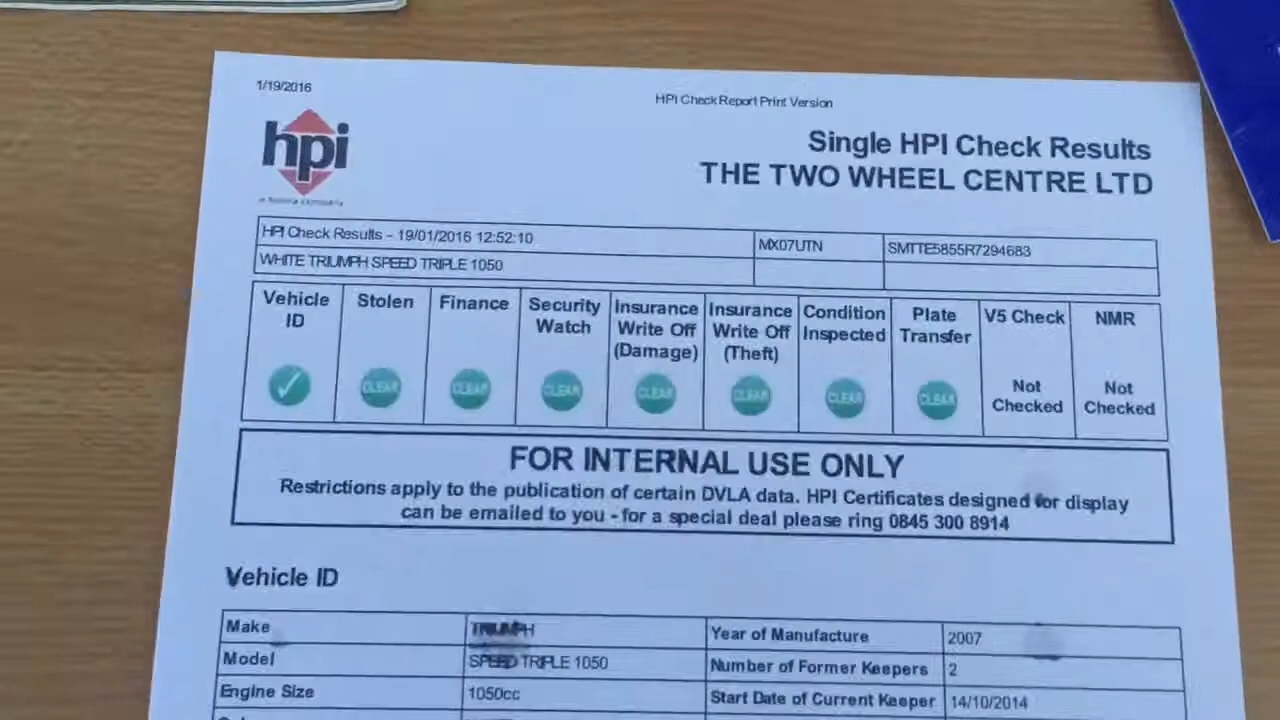 1/19/2016
HPI Check Report Print Version
hpi
Single HPI Check Results
THE TWO WHEEL CENTRE LTD
HPI Check Results - 19/01/2016 12:52:10 MX07UTN SMTTE5855R7294683
WHITE TRIUMPH SPEED TRIPLE 1050
Vehicle ID Stolen Finance Security Watch Insurance Write Off (Damage) Insurance Write Off (Theft) Condition Inspected Plate Transfer V5 Check NMR
CLEAR CLEAR CLEAR CLEAR CLEAR CLEAR CLEAR Not Checked Not Checked
FOR INTERNAL USE ONLY
Restrictions apply to the publication of certain DVLA data. HPI Certificates designed for display
can be emailed to you - for a special deal please ring 0845 300 8914
Vehicle ID
Make TRIUMPH Year of Manufacture 2007
Model SPEED TRIPLE 1050 Number of Former Keepers 2
Engine Size 1050cc Start Date of Current Keeper 14/10/2014